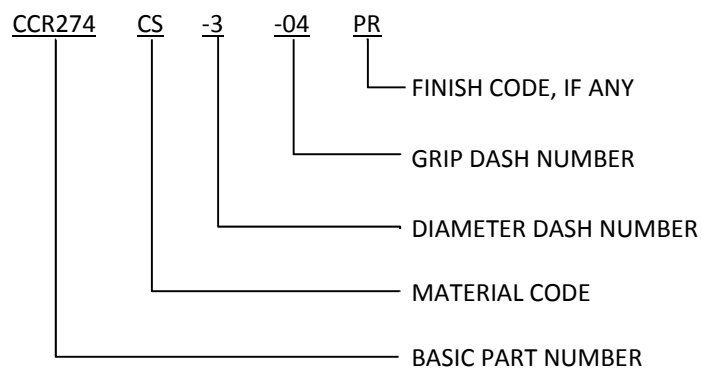 CCR274 CS -3 -04 PR
FINISH CODE, IF ANY
GRIP DASH NUMBER
DIAMETER DASH NUMBER
MATERIAL CODE
BASIC PART NUMBER